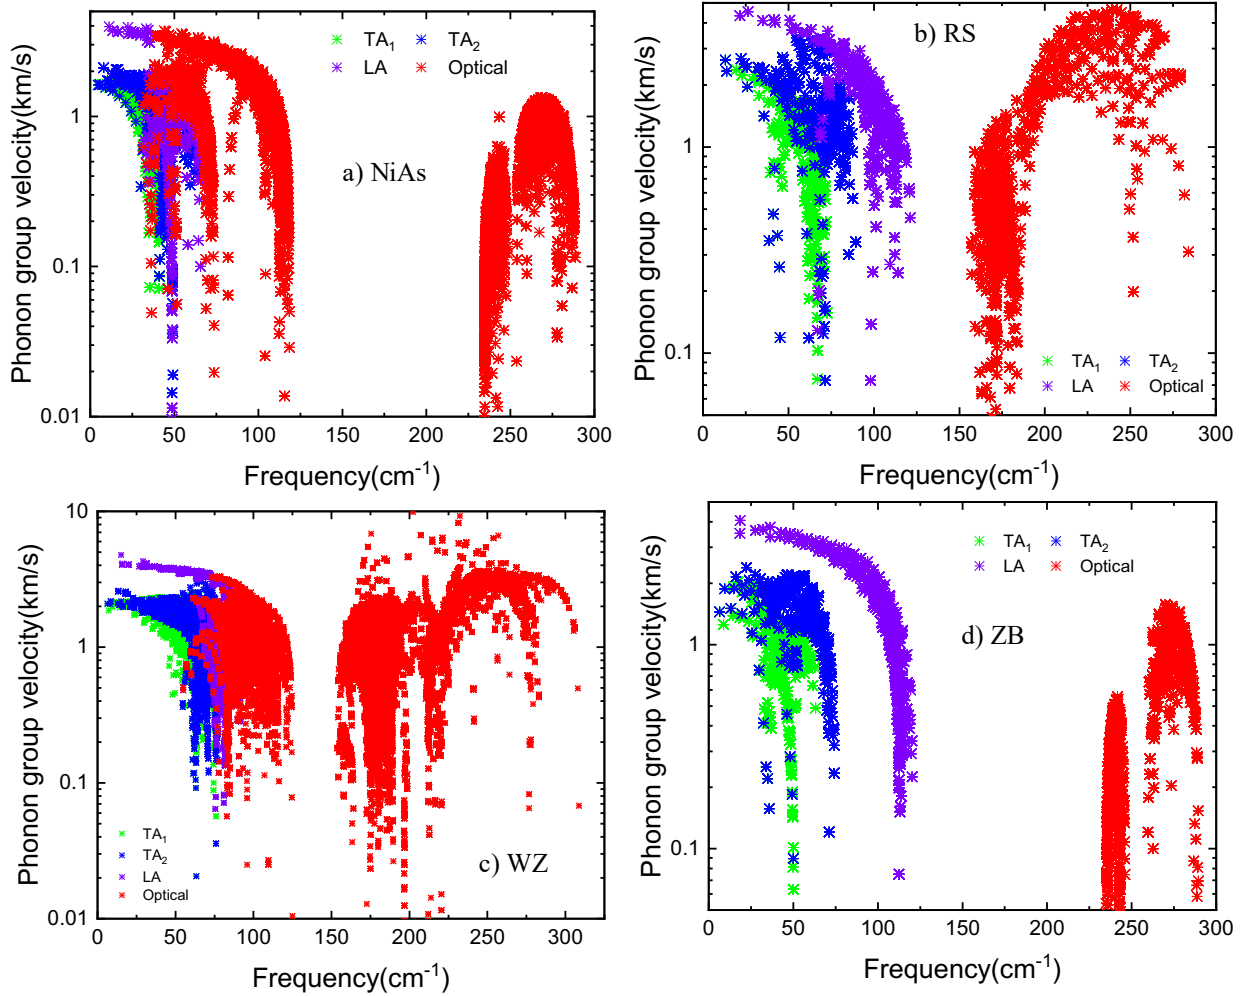 Phonon group velocity(km/s)
1
0.1
0.01
0 50 100 150 200 250 300
Frequency(cm⁻¹)
TA₁ TA₂
LA Optical
a) NiAs
Phonon group velocity(km/s)
1
0.1
0 50 100 150 200 250 300
Frequency(cm⁻¹)
b) RS
TA₁ TA₂
LA Optical
Phonon group velocity(km/s)
10
1
0.1
0.01
0 50 100 150 200 250 300
Frequency(cm⁻¹)
TA₁
TA₂
LA
Optical
c) WZ
Phonon group velocity(km/s)
1
0.1
0 50 100 150 200 250 300
Frequency(cm⁻¹)
TA₁ TA₂
LA Optical
d) ZB